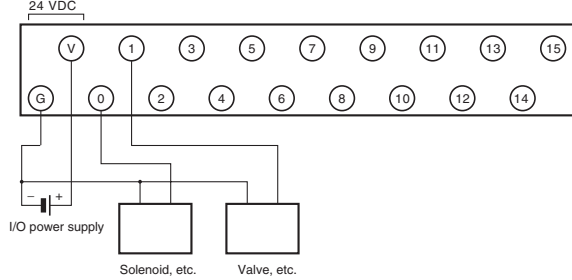 24 VDC
V 1 3 5 7 9 11 13 15
G 0 2 4 6 8 10 12 14
− +
I/O power supply
Solenoid, etc. Valve, etc.